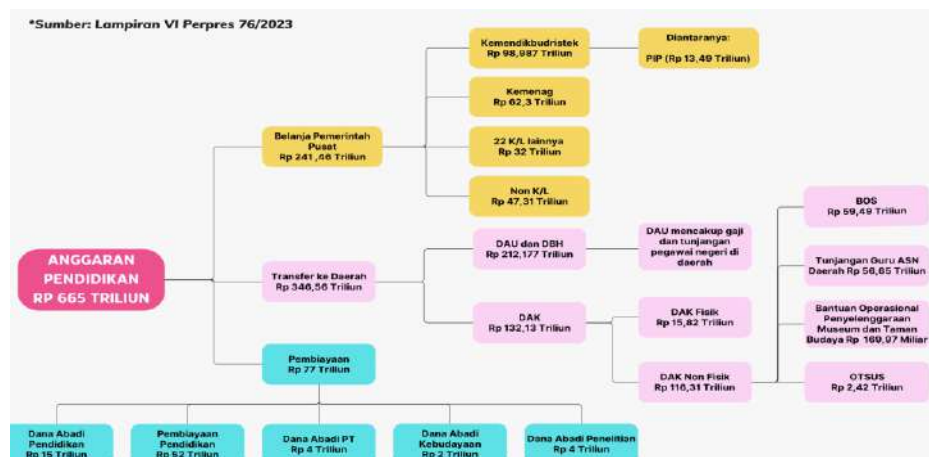 *Sumber: Lampiran VI Perpres 76/2023
ANGGARAN
PENDIDIKAN
RP 665 TRILIUN
Belanja Pemerintah
Pusat
Rp 241,46 Triliun
Kemendikbudristek
Rp 98,987 Triliun
Diantaranya:
PIP (Rp 13,49 Triliun)
Kemenag
Rp 62,3 Triliun
22 K/L lainnya
Rp 32 Triliun
Non K/L
Rp 47,31 Triliun
Transfer ke Daerah
Rp 346,56 Triliun
DAU dan DBH
Rp 212,177 Triliun
DAU mencakup gaji
dan tunjangan
pegawai negeri di
daerah
DAK
Rp 132,13 Triliun
DAK Fisik
Rp 15,82 Triliun
DAK Non Fisik
Rp 116,31 Triliun
BOS
Rp 59,49 Triliun
Tunjangan Guru ASN
Daerah Rp 56,65 Triliun
Bantuan Operasional
Penyelenggaraan
Museum dan Taman
Budaya Rp 169,97 Miliar
OTSUS
Rp 2,42 Triliun
Pembiayaan
Rp 77 Triliun
Dana Abadi
Pendidikan
Rp 15 Triliun
Pembiayaan
Pendidikan
Rp 52 Triliun
Dana Abadi PT
Rp 4 Triliun
Dana Abadi
Kebudayaan
Rp 2 Triliun
Dana Abadi Penelitian
Rp 4 Triliun